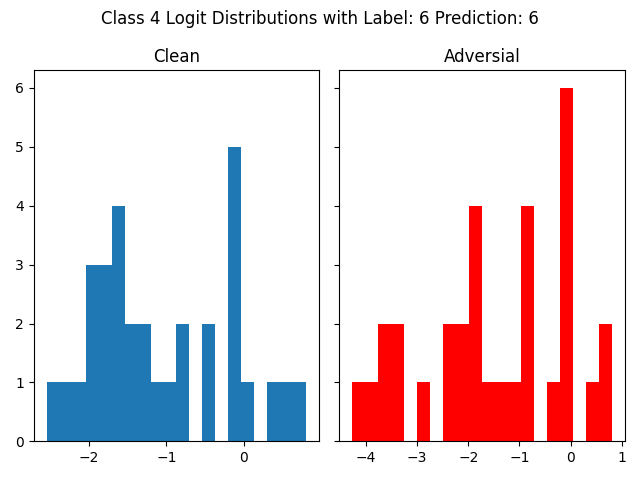 Class 4 Logit Distributions with Label: 6 Prediction: 6
Clean
Adversial
6
5
4
3
2
1
0
−2 −1 0
−4 −3 −2 −1 0 1